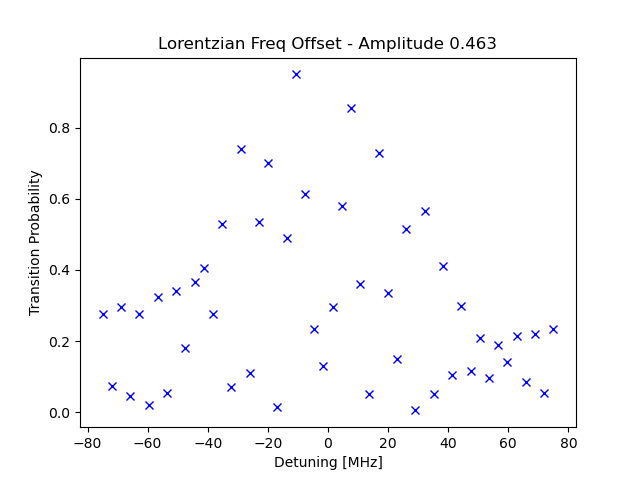 Lorentzian Freq Offset - Amplitude 0.463
Transition Probability
0.8
0.6
0.4
0.2
0.0
−80 −60 −40 −20 0 20 40 60 80
Detuning [MHz]